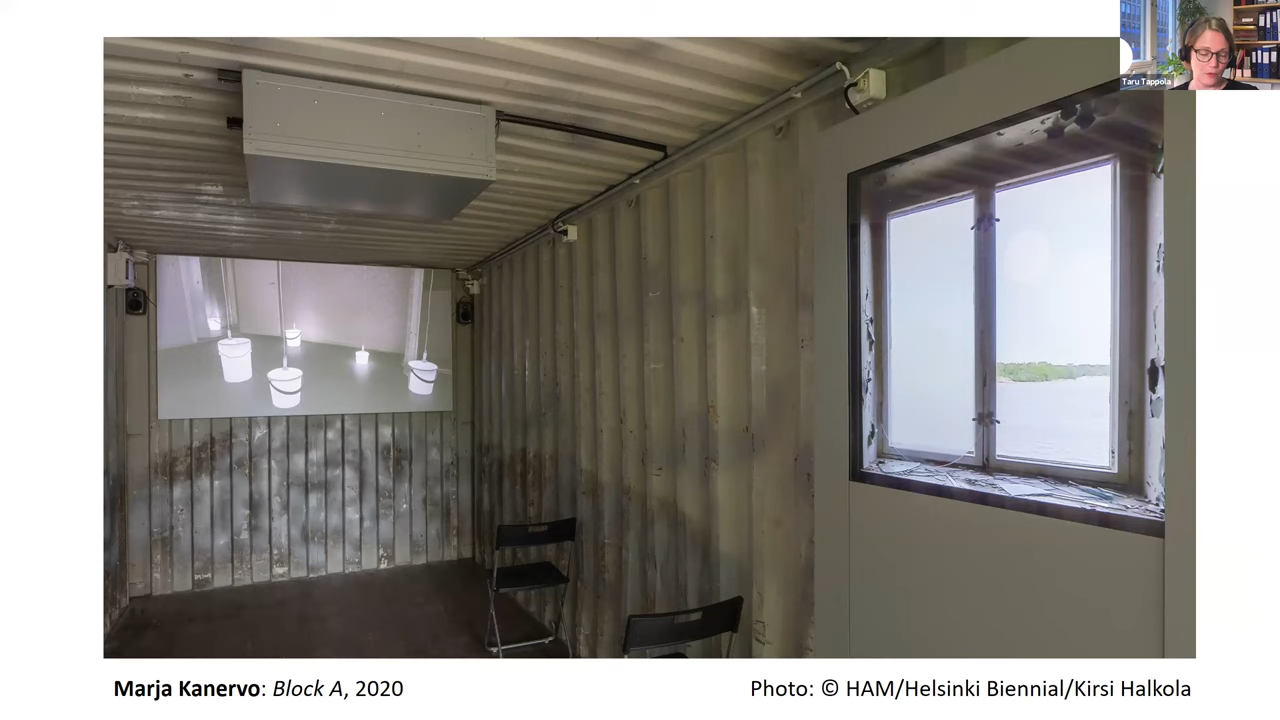 Taru Tappola
Marja Kanervo: Block A, 2020
Photo: © HAM/Helsinki Biennial/Kirsi Halkola